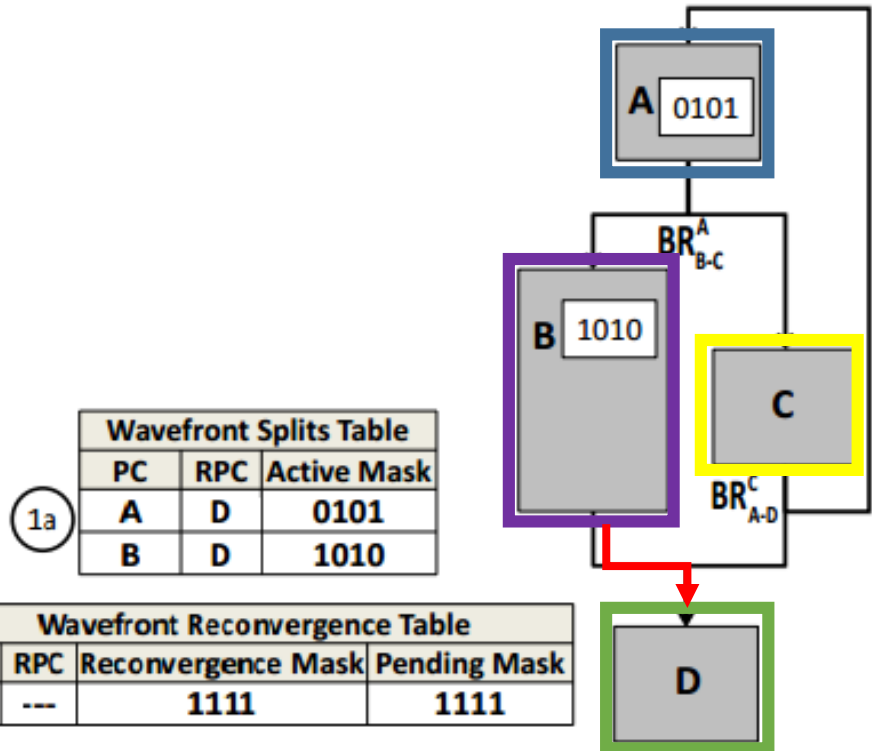 A 0101
BR A B-C
B 1010
C
BR C A-D
Wavefront Splits Table
PC RPC Active Mask
1a
A D 0101
B D 1010
Wavefront Reconvergence Table
RPC Reconvergence Mask Pending Mask
--- 1111 1111
D